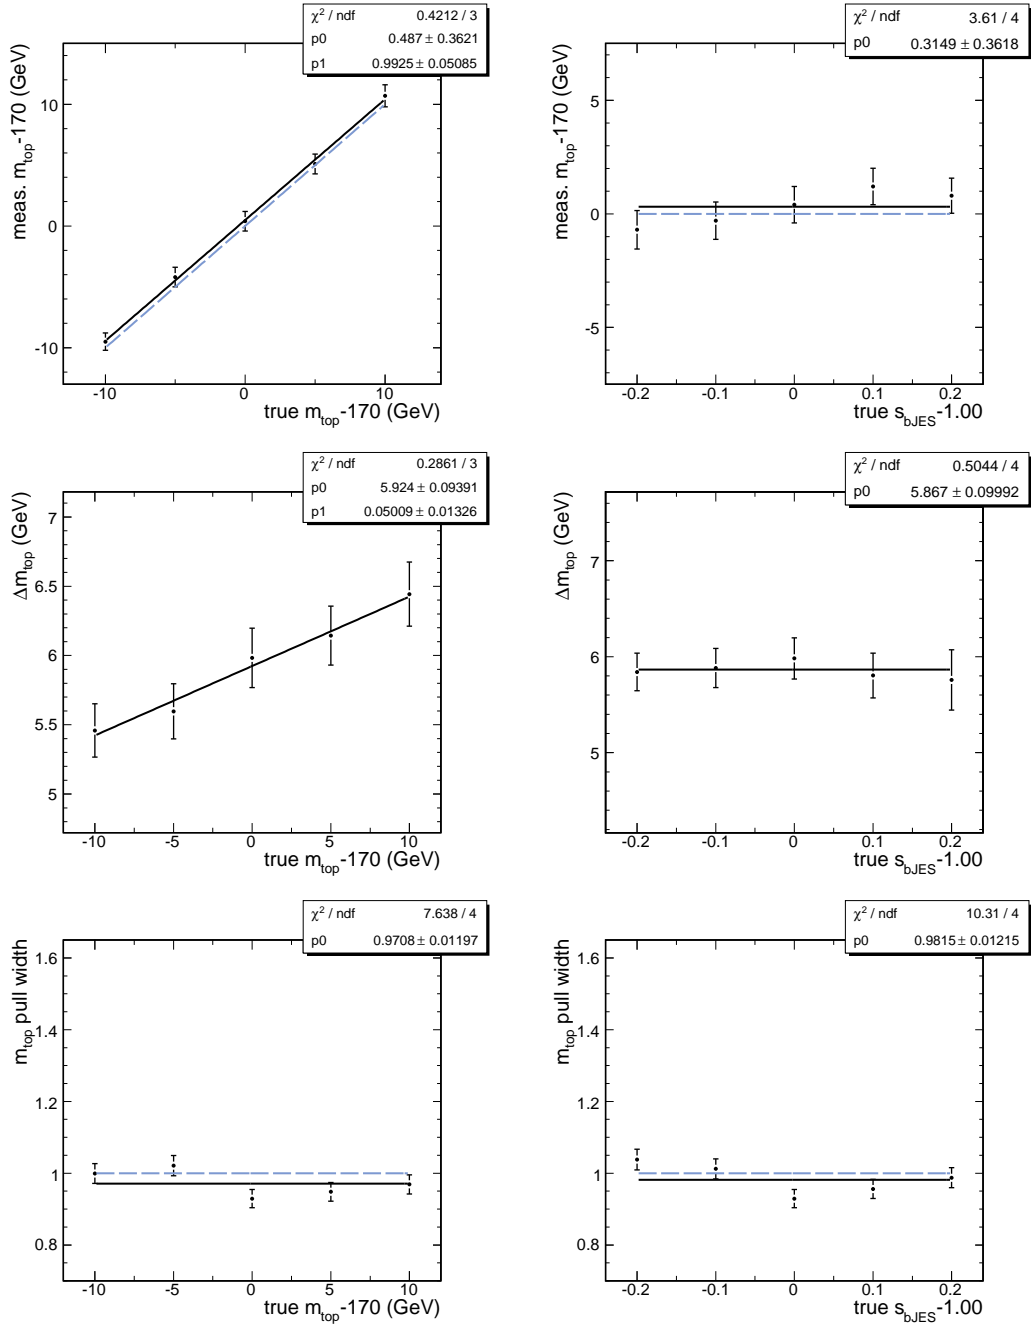 χ² / ndf 0.4212 / 3
p0 0.487 ± 0.3621
p1 0.9925 ± 0.05085
meas. m_top-170 (GeV)
10
0
-10
-10 -5 0 5 10
true m_top-170 (GeV)
χ² / ndf 3.61 / 4
p0 0.3149 ± 0.3618
meas. m_top-170 (GeV)
5
0
-5
-0.2 -0.1 0 0.1 0.2
true s_bJES-1.00
χ² / ndf 0.2861 / 3
p0 5.924 ± 0.09391
p1 0.05009 ± 0.01326
Δm_top (GeV)
7
6.5
6
5.5
5
-10 -5 0 5 10
true m_top-170 (GeV)
χ² / ndf 0.5044 / 4
p0 5.867 ± 0.09992
Δm_top (GeV)
7
6
5
-0.2 -0.1 0 0.1 0.2
true s_bJES-1.00
χ² / ndf 7.638 / 4
p0 0.9708 ± 0.01197
m_top pull width
1.6
1.4
1.2
1
0.8
-10 -5 0 5 10
true m_top-170 (GeV)
χ² / ndf 10.31 / 4
p0 0.9815 ± 0.01215
m_top pull width
1.6
1.4
1.2
1
0.8
-0.2 -0.1 0 0.1 0.2
true s_bJES-1.00